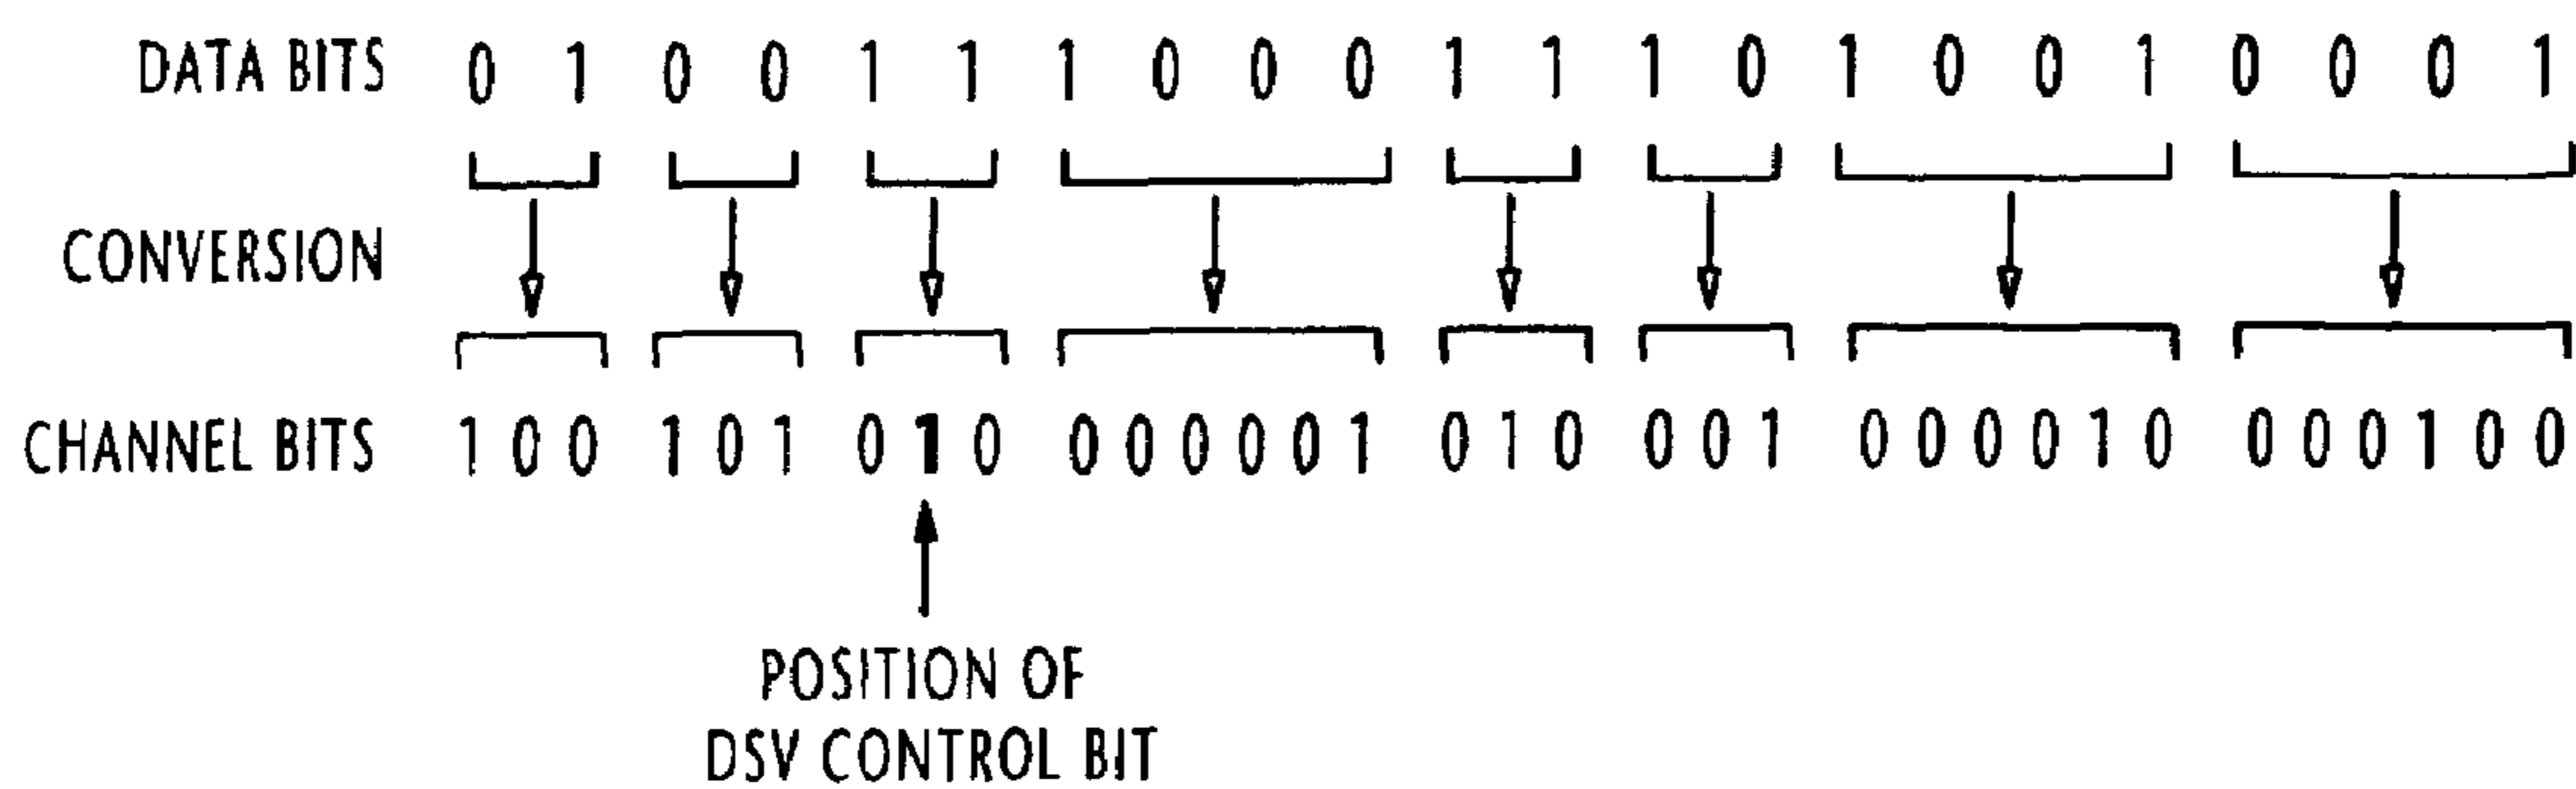 DATA BITS 0 1 0 0 1 1 1 0 0 0 1 1 1 0 1 0 0 1 0 0 0 1
CONVERSION
CHANNEL BITS 1 0 0 1 0 1 0 1 0 0 0 0 0 0 1 0 1 0 0 0 1 0 0 0 0 1 0 0 0 0 1 0 0
POSITION OF
DSV CONTROL BIT